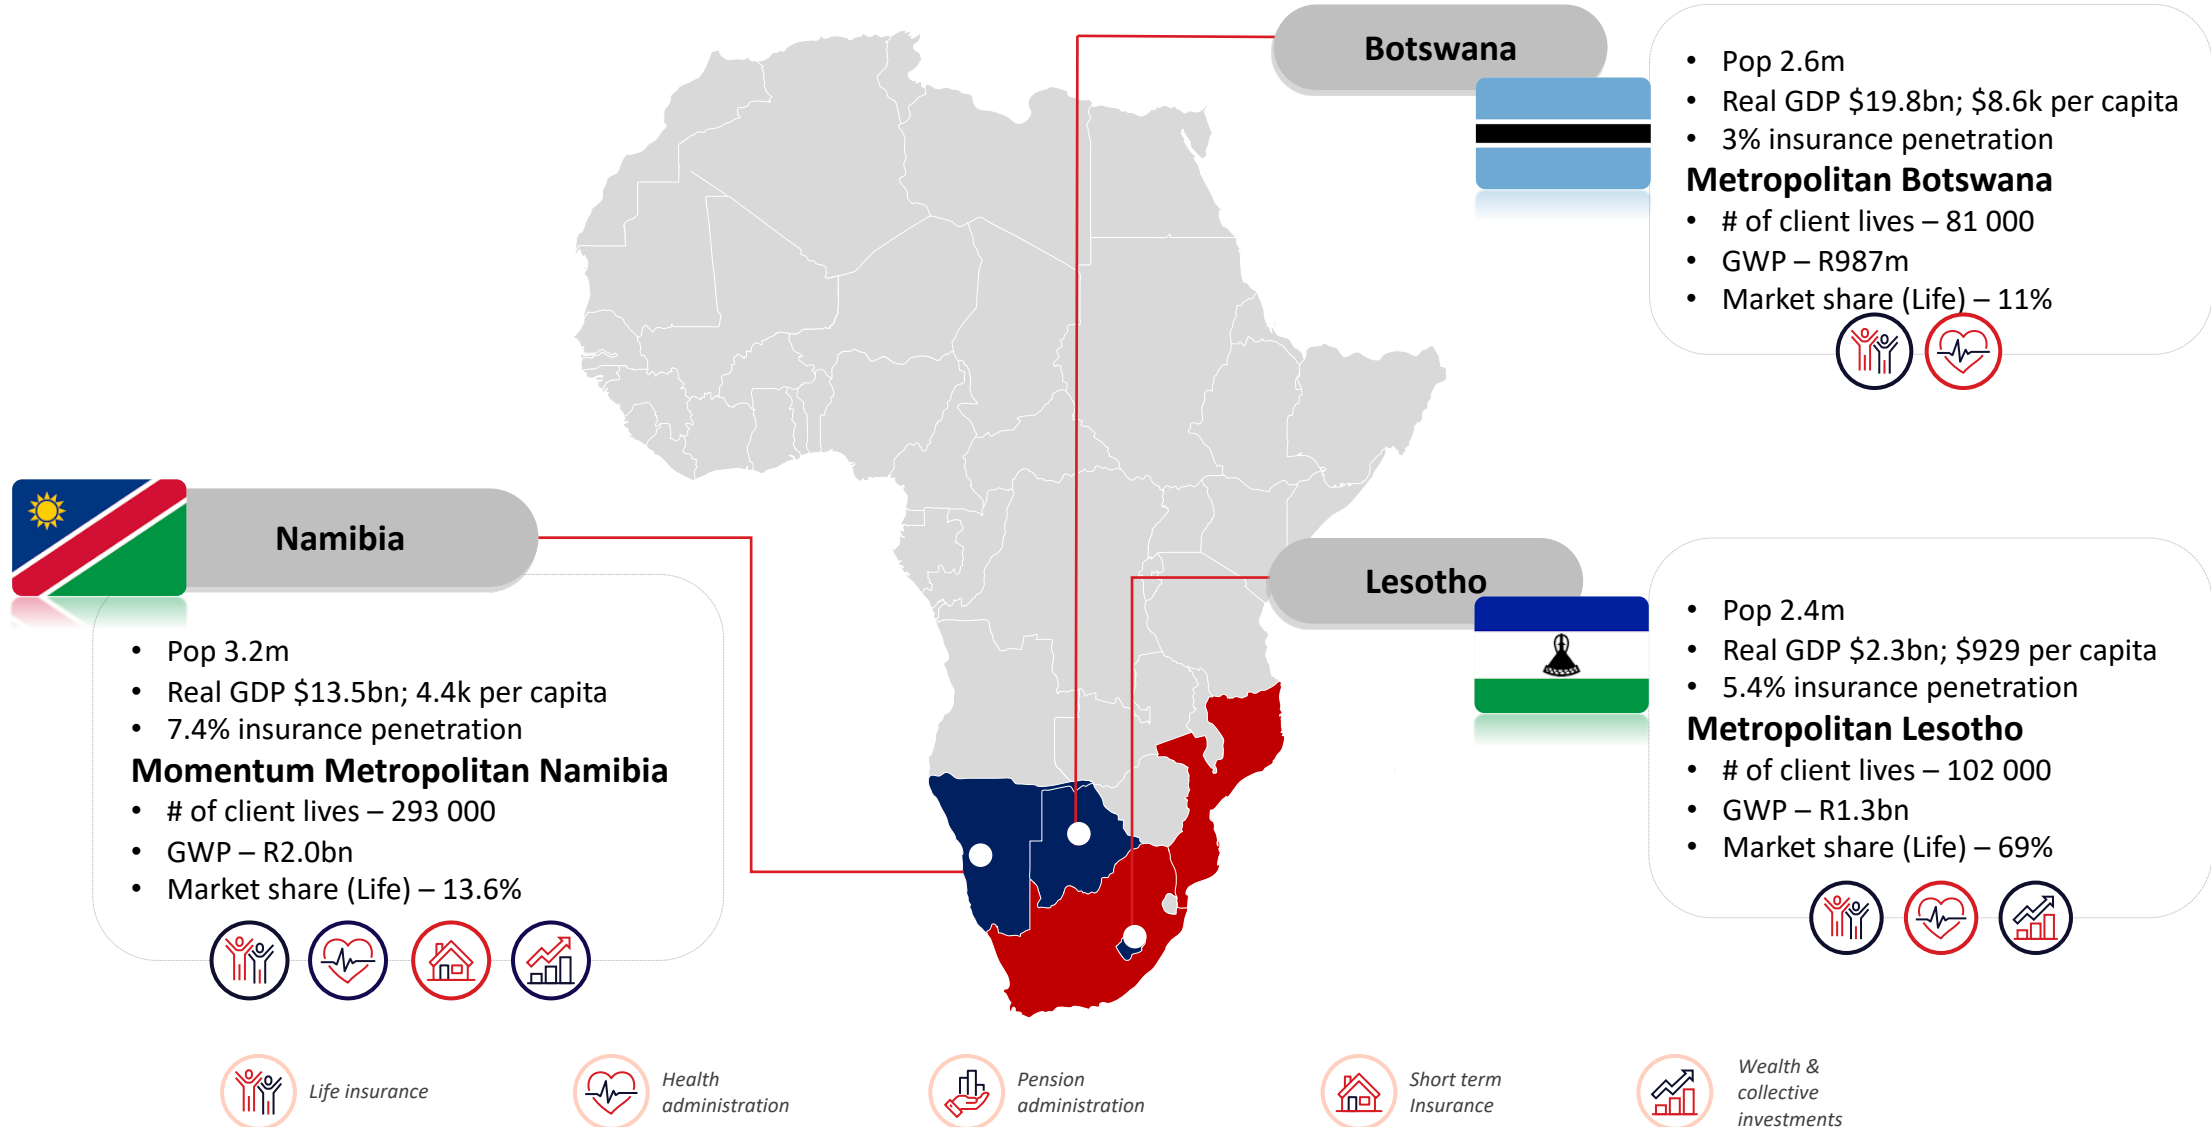 Botswana
• Pop 2.6m
• Real GDP $19.8bn; $8.6k per capita
• 3% insurance penetration
Metropolitan Botswana
• # of client lives – 81 000
• GWP – R987m
• Market share (Life) – 11%
Namibia
• Pop 3.2m
• Real GDP $13.5bn; 4.4k per capita
• 7.4% insurance penetration
Momentum Metropolitan Namibia
• # of client lives – 293 000
• GWP – R2.0bn
• Market share (Life) – 13.6%
Lesotho
• Pop 2.4m
• Real GDP $2.3bn; $929 per capita
• 5.4% insurance penetration
Metropolitan Lesotho
• # of client lives – 102 000
• GWP – R1.3bn
• Market share (Life) – 69%
Life insurance
Health
administration
Pension
administration
Short term
Insurance
Wealth &
collective
investments